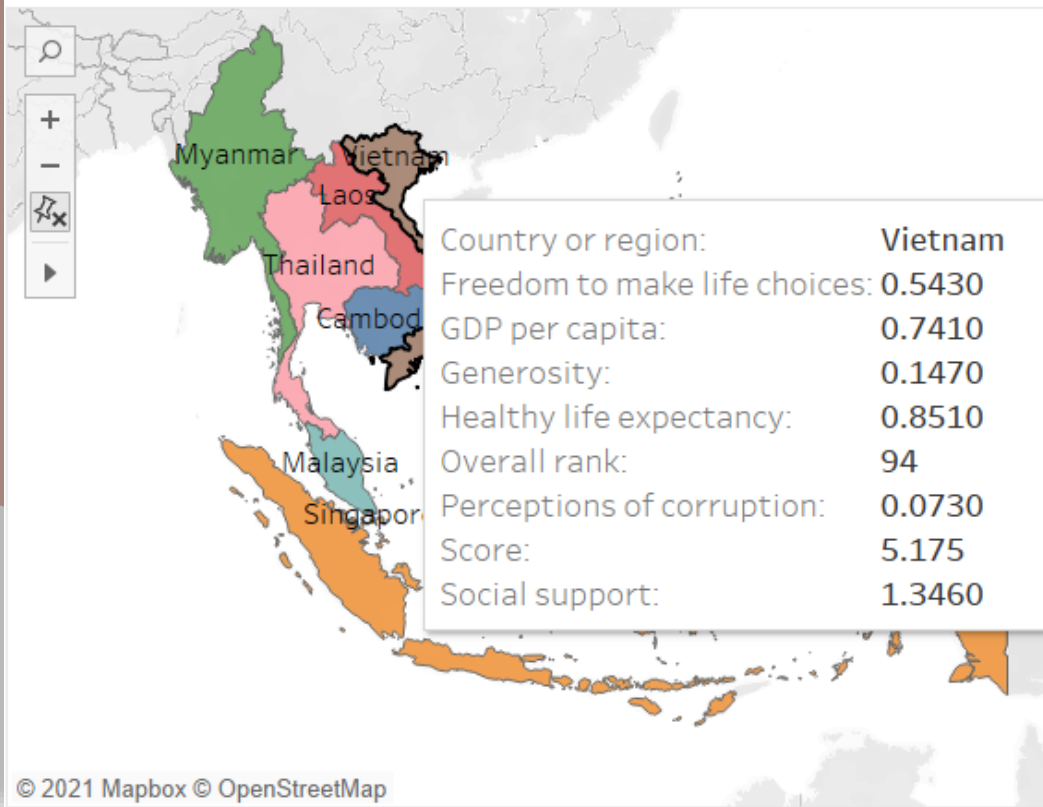 Myanmar
Vietnam
Laos
Thailand
Cambod
Malaysia
Singapor
Country or region: Vietnam
Freedom to make life choices: 0.5430
GDP per capita: 0.7410
Generosity: 0.1470
Healthy life expectancy: 0.8510
Overall rank: 94
Perceptions of corruption: 0.0730
Score: 5.175
Social support: 1.3460
© 2021 Mapbox © OpenStreetMap